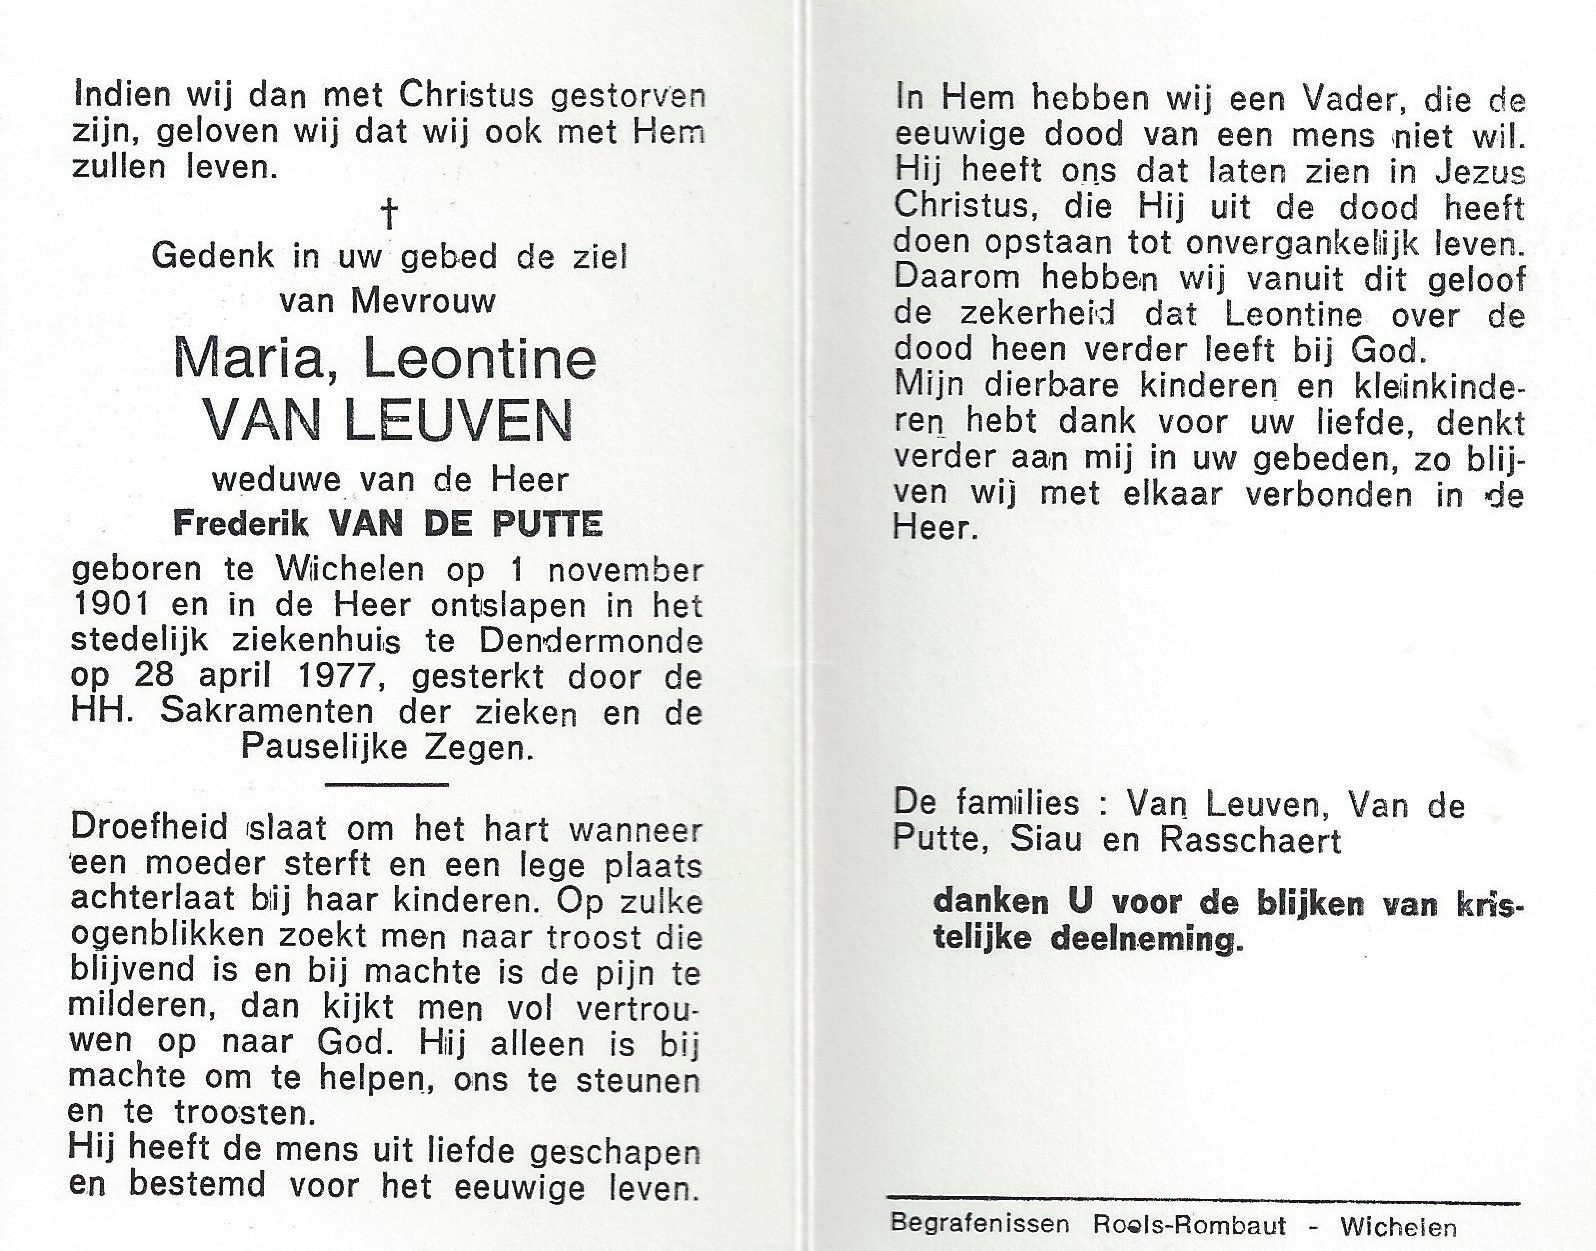 Indien wij dan met Christus gestorven
zijn, geloven wij dat wij ook met Hem
zullen leven.
†
Gedenk in uw gebed de ziel
van Mevrouw
Maria, Leontine
VAN LEUVEN
weduwe van de Heer
Frederik VAN DE PUTTE
geboren te Wichelen op 1 november
1901 en in de Heer ontslapen in het
stedelijk ziekenhuis te Dendermonde
op 28 april 1977, gesterkt door de
HH. Sakramenten der zieken en de
Pauselijke Zegen.
Droefheid slaat om het hart wanneer
een moeder sterft en een lege plaats
achterlaat bij haar kinderen. Op zulke
ogenblikken zoekt men naar troost die
blijvend is en bij machte is de pijn te
milderen, dan kijkt men vol vertrou-
wen op naar God. Hij alleen is bij
machte om te helpen, ons te steunen
en te troosten.
Hij heeft de mens uit liefde geschapen
en bestemd voor het eeuwige leven.
In Hem hebben wij een Vader, die de
eeuwige dood van een mens niet wil.
Hij heeft ons dat laten zien in Jezus
Christus, die Hij uit de dood heeft
doen opstaan tot onvergankelijk leven.
Daarom hebben wij vanuit dit geloof
de zekerheid dat Leontine over de
dood heen verder leeft bij God.
Mijn dierbare kinderen en kleinkinde-
ren hebt dank voor uw liefde, denkt
verder aan mij in uw gebeden, zo blij-
ven wij met elkaar verbonden in de
Heer.
De families : Van Leuven, Van de
Putte, Siau en Rasschaert
danken U voor de blijken van kris-
telijke deelneming.
Begrafenissen Roels-Rombaut - Wichelen